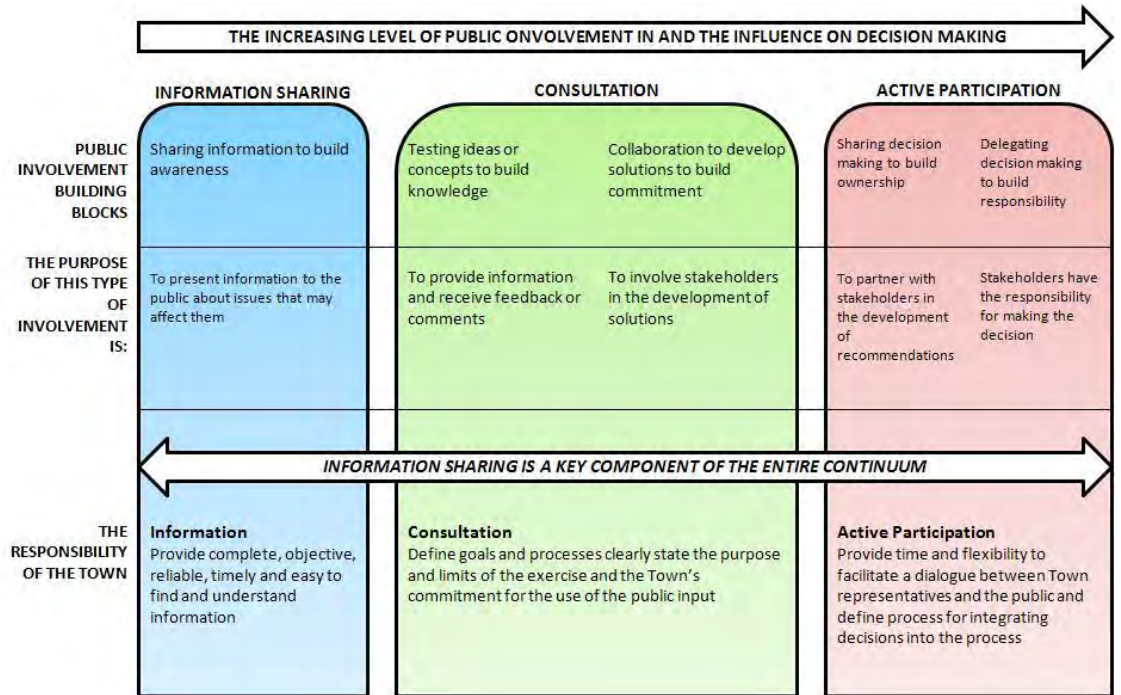 THE INCREASING LEVEL OF PUBLIC ONVOLVEMENT IN AND THE INFLUENCE ON DECISION MAKING
INFORMATION SHARING
CONSULTATION
ACTIVE PARTICIPATION
PUBLIC
INVOLVEMENT
BUILDING
BLOCKS
Sharing information to build
awareness
Testing ideas or
concepts to build
knowledge
Collaboration to develop
solutions to build
commitment
Sharing decision
making to build
ownership
Delegating
decision making
to build
responsibility
THE PURPOSE
OF THIS TYPE
OF
INVOLVEMENT
IS:
To present information to the
public about issues that may
affect them
To provide information
and receive feedback or
comments
To involve stakeholders
in the development of
solutions
To partner with
stakeholders in
the development
of
recommendations
Stakeholders have
the responsibility
for making the
decision
INFORMATION SHARING IS A KEY COMPONENT OF THE ENTIRE CONTINUUM
THE
RESPONSIBILITY
OF THE TOWN
Information
Provide complete, objective,
reliable, timely and easy to
find and understand
information
Consultation
Define goals and processes clearly state the purpose
and limits of the exercise and the Town's
commitment for the use of the public input
Active Participation
Provide time and flexibility to
facilitate a dialogue between Town
representatives and the public and
define process for integrating
decisions into the process